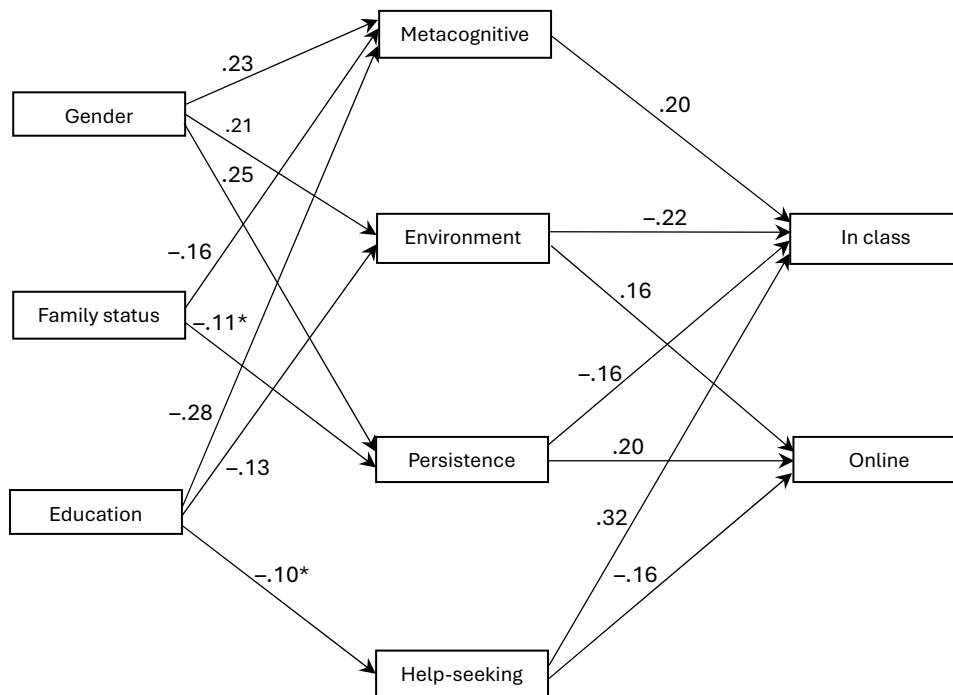 Metacognitive
.23
Gender
.20
.21
.25
–.16
Environment
–.22
In class
Family status
–.11*
.16
–.16
–.28
–.13
Persistence
.20
Online
Education
.32
–.10*
–.16
Help-seeking